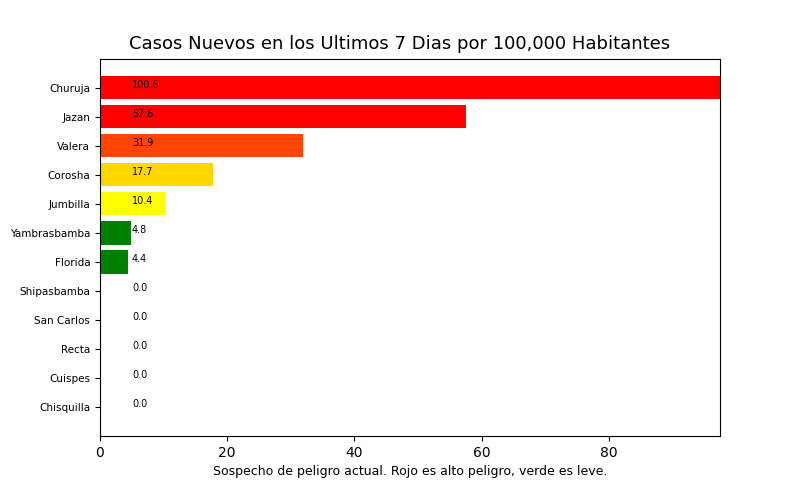 Casos Nuevos en los Ultimos 7 Dias por 100,000 Habitantes
Churuja 100.6
Jazan 57.6
Valera 31.9
Corosha 17.7
Jumbilla 10.4
Yambrasbamba 4.8
Florida 4.4
Shipasbamba 0.0
San Carlos 0.0
Recta 0.0
Cuispes 0.0
Chisquilla 0.0
0 20 40 60 80
Sospecho de peligro actual. Rojo es alto peligro, verde es leve.